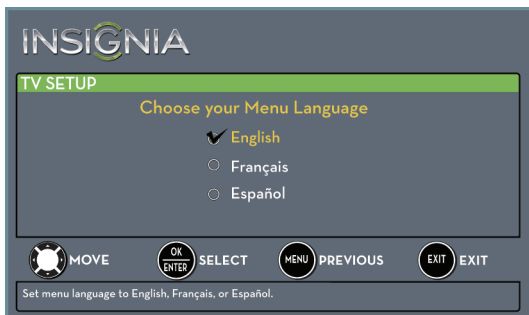 INSIGNIA
TV SETUP
Choose your Menu Language
English
Français
Español
MOVE OK ENTER SELECT MENU PREVIOUS EXIT EXIT
Set menu language to English, Français, or Español.